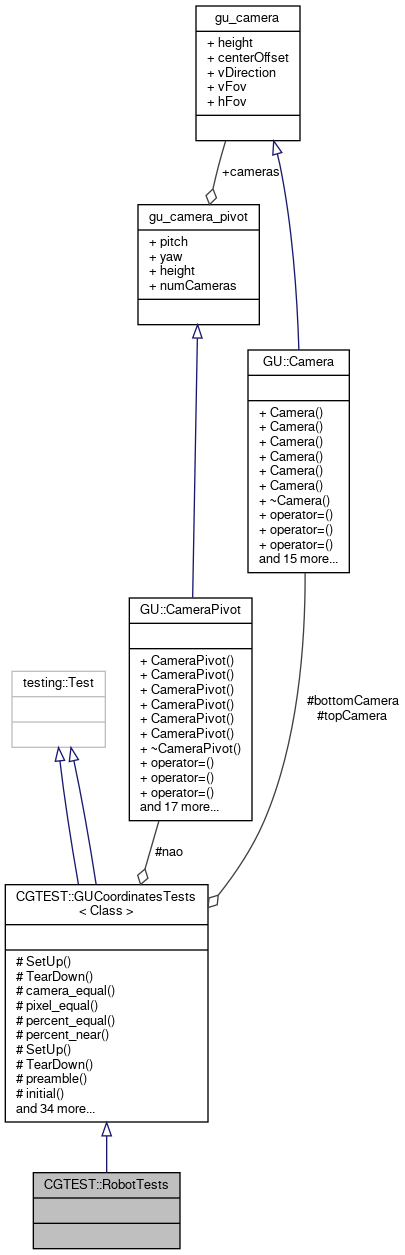 gu_camera
+ height
+ centerOffset
+ vDirection
+ vFov
+ hFov
+cameras
gu_camera_pivot
+ pitch
+ yaw
+ height
+ numCameras
GU::Camera
+ Camera()
+ Camera()
+ Camera()
+ Camera()
+ Camera()
+ Camera()
+ ~Camera()
+ operator=()
+ operator=()
+ operator=()
and 15 more...
GU::CameraPivot
+ CameraPivot()
+ CameraPivot()
+ CameraPivot()
+ CameraPivot()
+ CameraPivot()
+ CameraPivot()
+ ~CameraPivot()
+ operator=()
+ operator=()
+ operator=()
and 17 more...
testing::Test
#bottomCamera
#topCamera
#nao
CGTEST::GUCoordinatesTests
< Class >
# SetUp()
# TearDown()
# camera_equal()
# pixel_equal()
# percent_equal()
# percent_near()
# SetUp()
# TearDown()
# preamble()
# initial()
and 34 more...
CGTEST::RobotTests